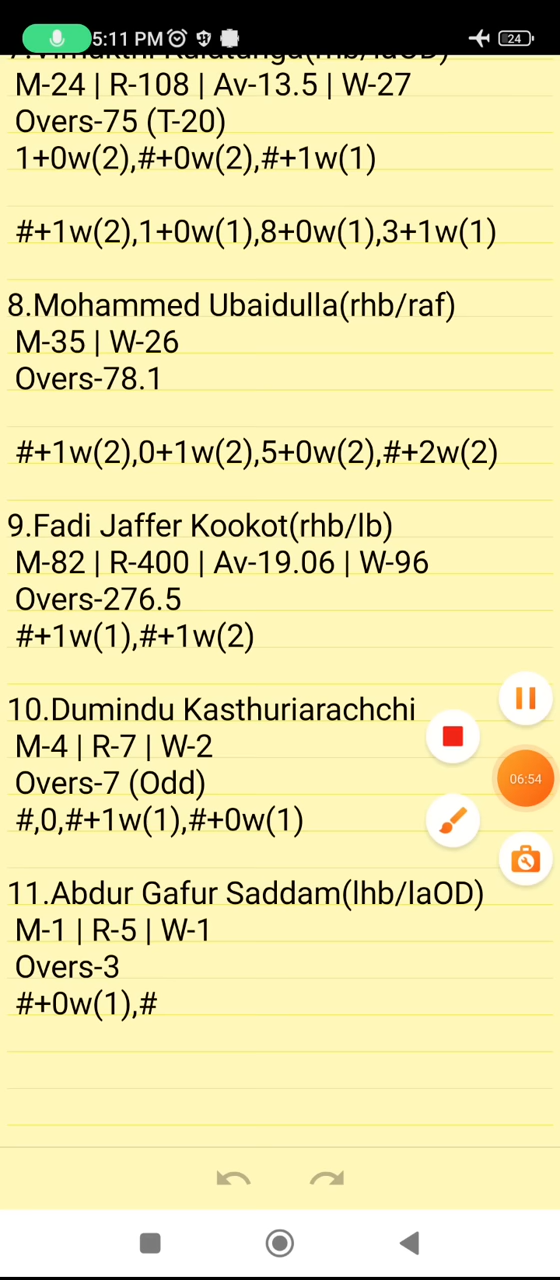 5:11 PM
24
M-24 | R-108 | Av-13.5 | W-27
Overs-75 (T-20)
1+0w(2),#+0w(2),#+1w(1)
#+1w(2),1+0w(1),8+0w(1),3+1w(1)
8.Mohammed Ubaidulla(rhb/raf)
M-35 | W-26
Overs-78.1
#+1w(2),0+1w(2),5+0w(2),#+2w(2)
9.Fadi Jaffer Kookot(rhb/lb)
M-82 | R-400 | Av-19.06 | W-96
Overs-276.5
#+1w(1),#+1w(2)
10.Dumindu Kasthuriarachchi
M-4 | R-7 | W-2
Overs-7 (Odd)
#,0,#+1w(1),#+0w(1)
06:54
11.Abdur Gafur Saddam(lhb/laOD)
M-1 | R-5 | W-1
Overs-3
#+0w(1),#